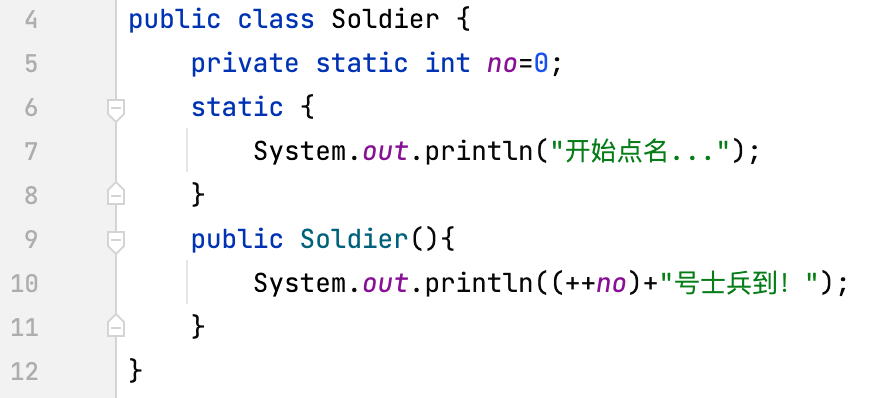 4 public class Soldier {
5 private static int no=0;
6 static {
7 System.out.println("开始点名...");
8 }
9 public Soldier(){
10 System.out.println((++no)+"号士兵到！");
11 }
12 }